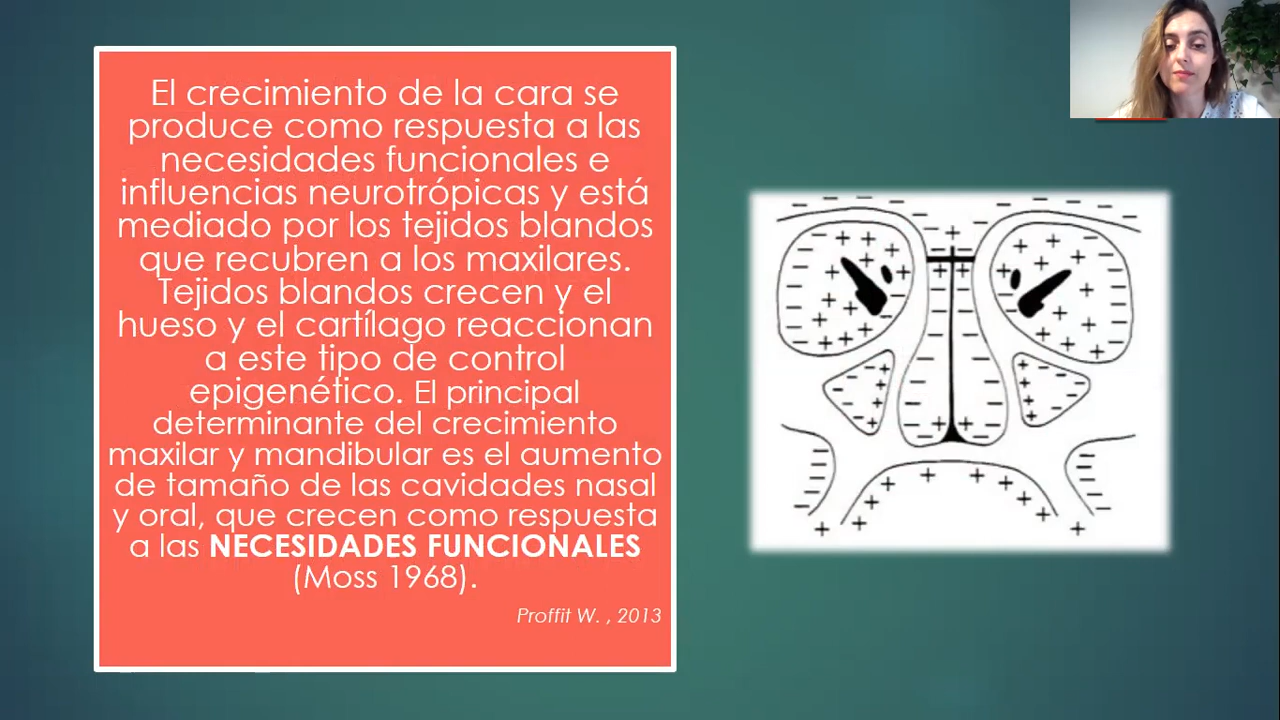 El crecimiento de la cara se
produce como respuesta a las
necesidades funcionales e
influencias neurotrópicas y está
mediado por los tejidos blandos
que recubren a los maxilares.
Tejidos blandos crecen y el
hueso y el cartílago reaccionan
a este tipo de control
epigenético. El principal
determinante del crecimiento
maxilar y mandibular es el aumento
de tamaño de las cavidades nasal
y oral, que crecen como respuesta
a las NECESIDADES FUNCIONALES
(Moss 1968).
Proffit W. , 2013